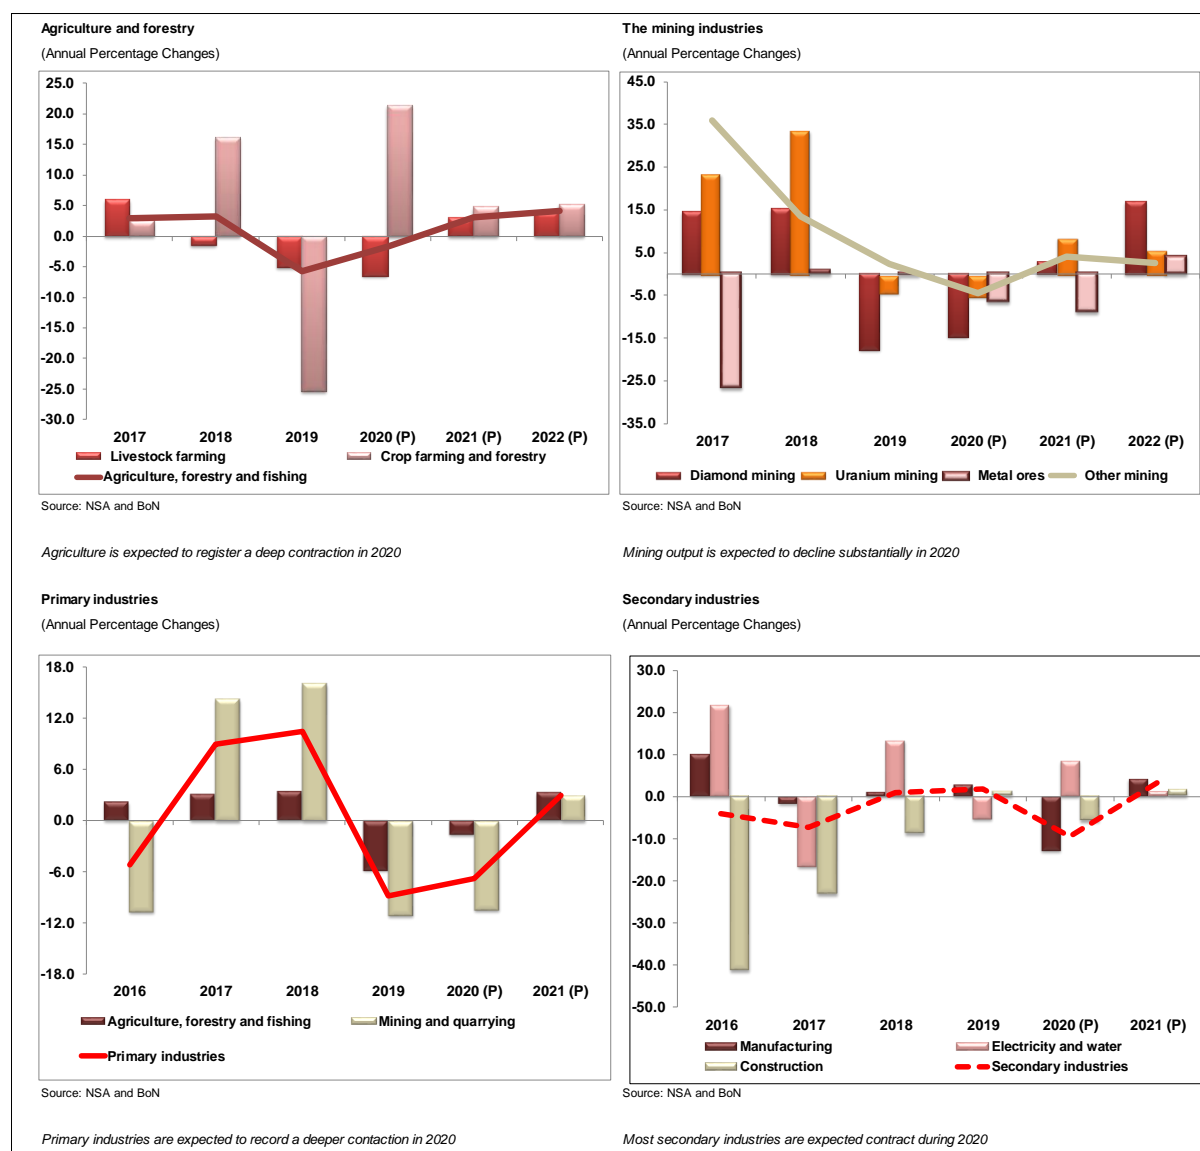 Agriculture and forestry
(Annual Percentage Changes)
25.0
20.0
15.0
10.0
5.0
0.0
-5.0
-10.0
-15.0
-20.0
-25.0
-30.0
2017 2018 2019 2020 (P) 2021 (P) 2022 (P)
Livestock farming Crop farming and forestry
Agriculture, forestry and fishing
Source: NSA and BoN
Agriculture is expected to register a deep contraction in 2020
The mining industries
(Annual Percentage Changes)
45.0
35.0
25.0
15.0
5.0
-5.0
-15.0
-25.0
-35.0
2017 2018 2019 2020 (P) 2021 (P) 2022 (P)
Diamond mining Uranium mining Metal ores Other mining
Source: NSA and BoN
Mining output is expected to decline substantially in 2020
Primary industries
(Annual Percentage Changes)
18.0
12.0
6.0
0.0
-6.0
-12.0
-18.0
2016 2017 2018 2019 2020 (P) 2021 (P)
Agriculture, forestry and fishing Mining and quarrying
Primary industries
Source: NSA and BoN
Primary industries are expected to record a deeper contaction in 2020
Secondary industries
(Annual Percentage Changes)
30.0
20.0
10.0
0.0
-10.0
-20.0
-30.0
-40.0
-50.0
2016 2017 2018 2019 2020 (P) 2021 (P)
Manufacturing Electricity and water
Construction Secondary industries
Source: NSA and BoN
Most secondary industries are expected contract during 2020